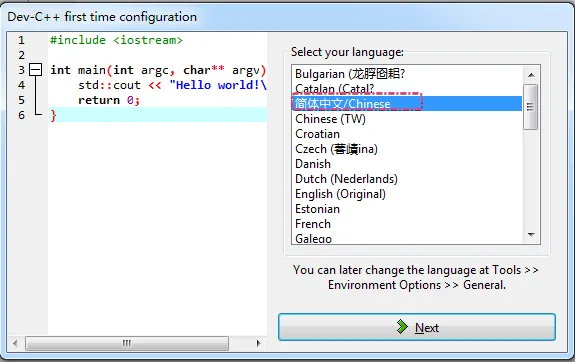 Dev-C++ first time configuration
1 #include <iostream>
2
3 int main(int argc, char** argv)
4 std::cout << "Hello world!\
5 return 0;
6 }
Select your language:
Bulgarian (龙脬囵耜?
Catalan (Catal?
简体中文/Chinese
Chinese (TW)
Croatian
Czech (蕃皟ina)
Danish
Dutch (Nederlands)
English (Original)
Estonian
French
Galego
You can later change the language at Tools >>
Environment Options >> General.
Next